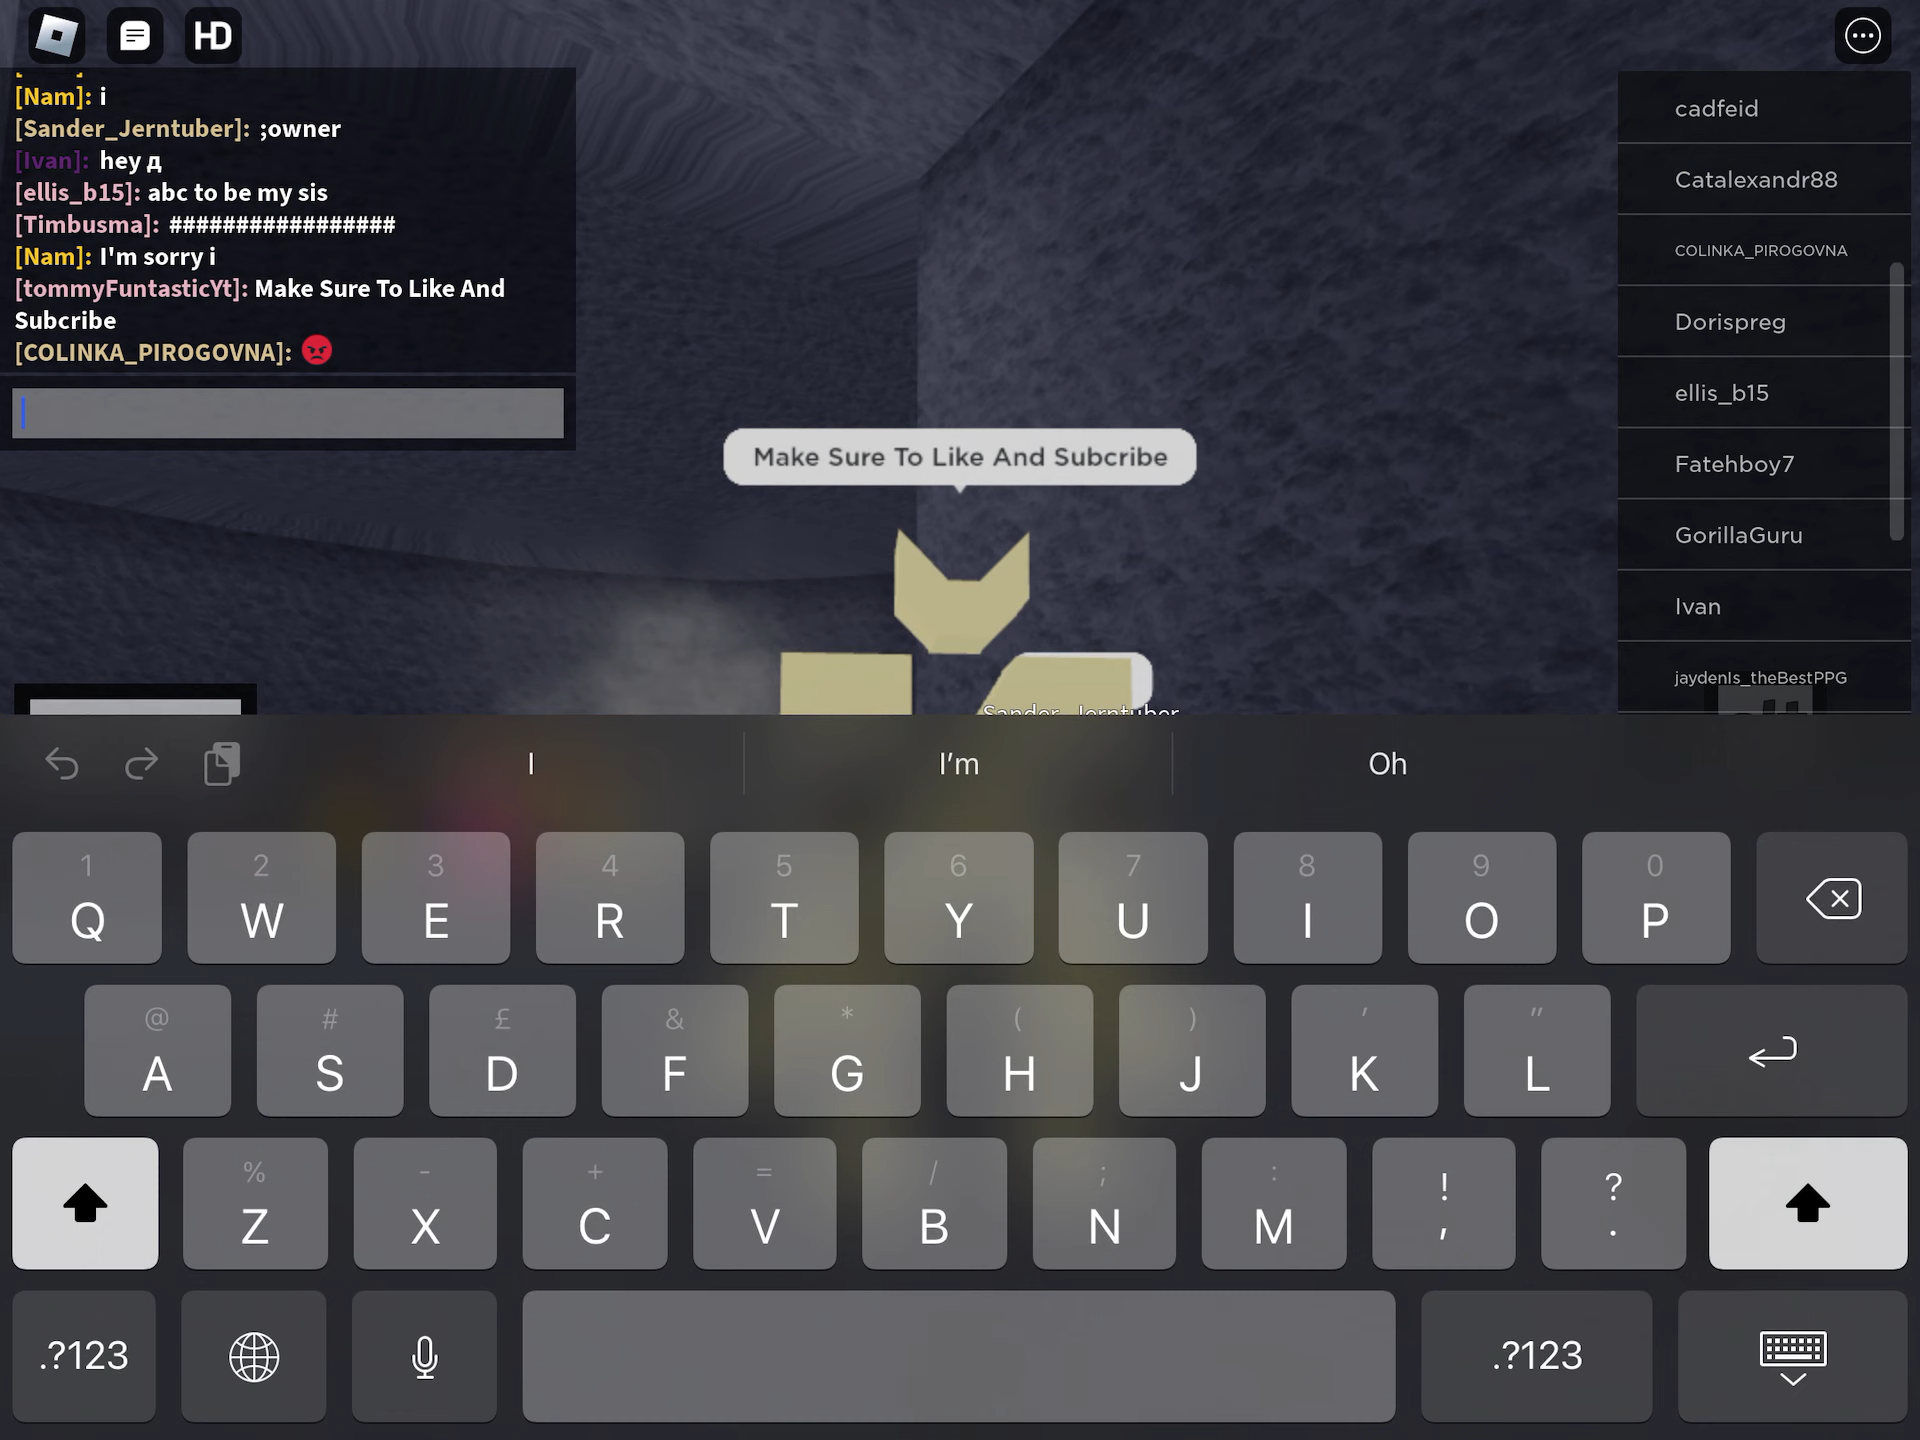 HD
[Nam]: i
[Sander_Jerntuber]: ;owner
[Ivan]: hey д
[ellis_b15]: abc to be my sis
[Timbusma]: #################
[Nam]: I'm sorry i
[tommyFuntasticYt]: Make Sure To Like And
Subcribe
[COLINKA_PIROGOVNA]: 😡
cadfeid
Catalexandr88
COLINKA_PIROGOVNA
Dorispreg
ellis_b15
Fatehboy7
GorillaGuru
Ivan
jaydenIs_theBestPPG
Make Sure To Like And Subcribe
Sander_Jerntuber
I I'm Oh
1 2 3 4 5 6 7 8 9 0
Q W E R T Y U I O P
@ # £ & * ( ) ' "
A S D F G H J K L
% - + = / ; : ! ?
Z X C V B N M , .
.?123 .?123